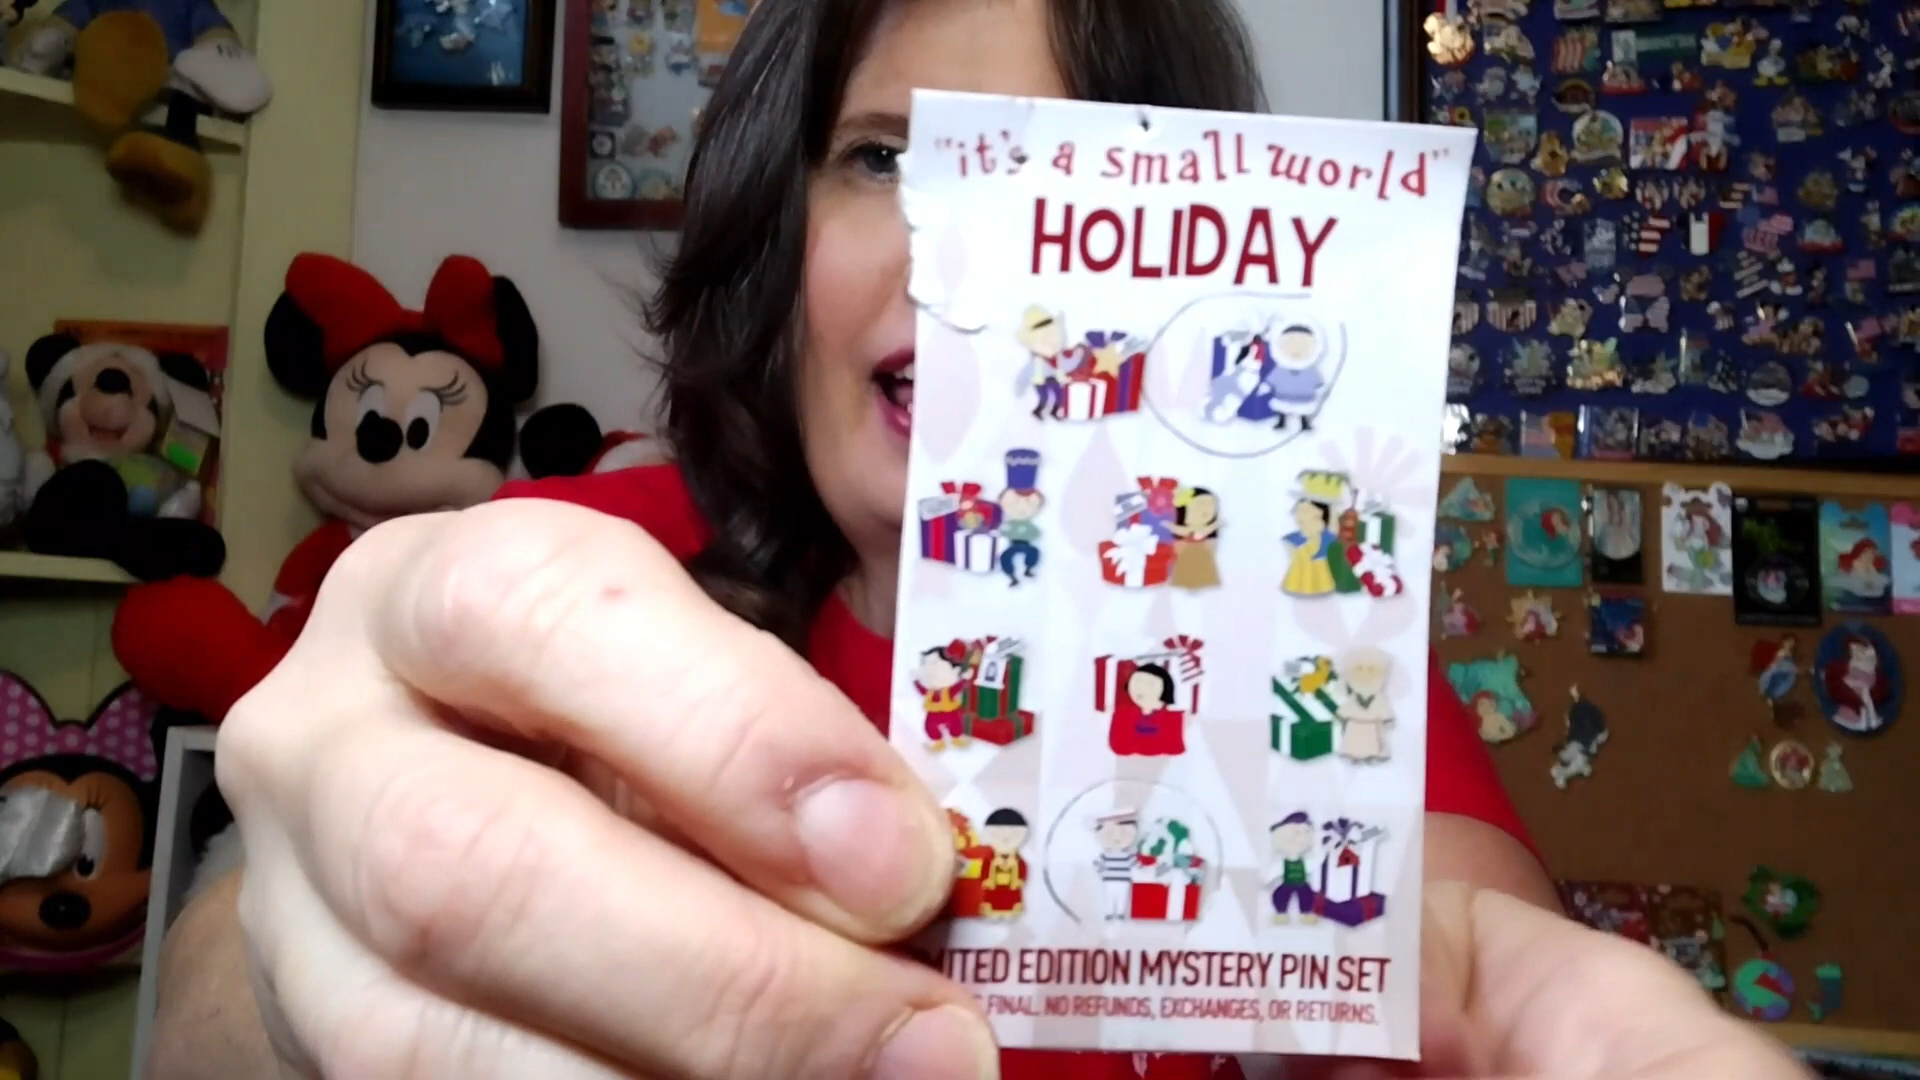 "it's a small world"
HOLIDAY
MITED EDITION MYSTERY PIN SET
FINAL. NO REFUNDS, EXCHANGES, OR RETURNS.